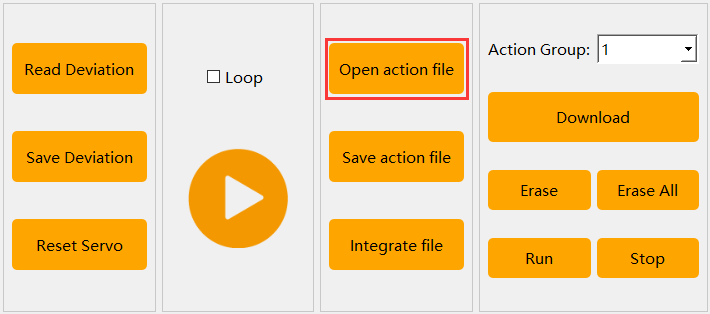 Read Deviation
Save Deviation
Reset Servo
Loop
Open action file
Save action file
Integrate file
Action Group: 1
Download
Erase Erase All
Run Stop